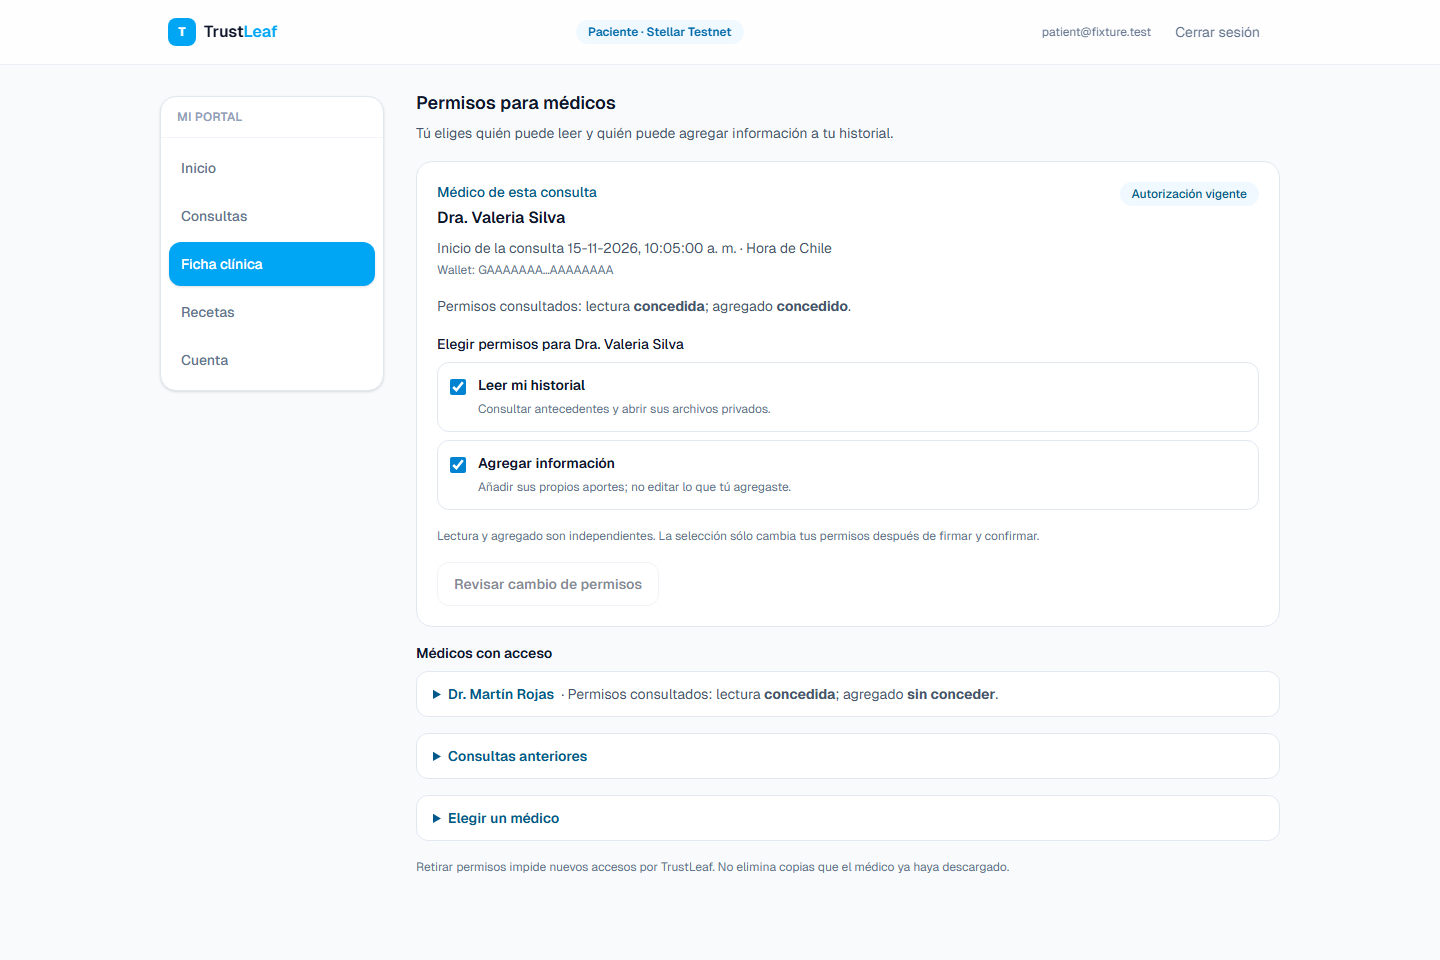 T TrustLeaf
Paciente · Stellar Testnet
patient@fixture.test
Cerrar sesión
MI PORTAL
Inicio
Consultas
Ficha clínica
Recetas
Cuenta
Permisos para médicos
Tú eliges quién puede leer y quién puede agregar información a tu historial.
Médico de esta consulta
Autorización vigente
Dra. Valeria Silva
Inicio de la consulta 15-11-2026, 10:05:00 a. m. · Hora de Chile
Wallet: GAAAAAAA…AAAAAAAA
Permisos consultados: lectura concedida; agregado concedido.
Elegir permisos para Dra. Valeria Silva
Leer mi historial
Consultar antecedentes y abrir sus archivos privados.
Agregar información
Añadir sus propios aportes; no editar lo que tú agregaste.
Lectura y agregado son independientes. La selección sólo cambia tus permisos después de firmar y confirmar.
Revisar cambio de permisos
Médicos con acceso
Dr. Martín Rojas · Permisos consultados: lectura concedida; agregado sin conceder.
Consultas anteriores
Elegir un médico
Retirar permisos impide nuevos accesos por TrustLeaf. No elimina copias que el médico ya haya descargado.